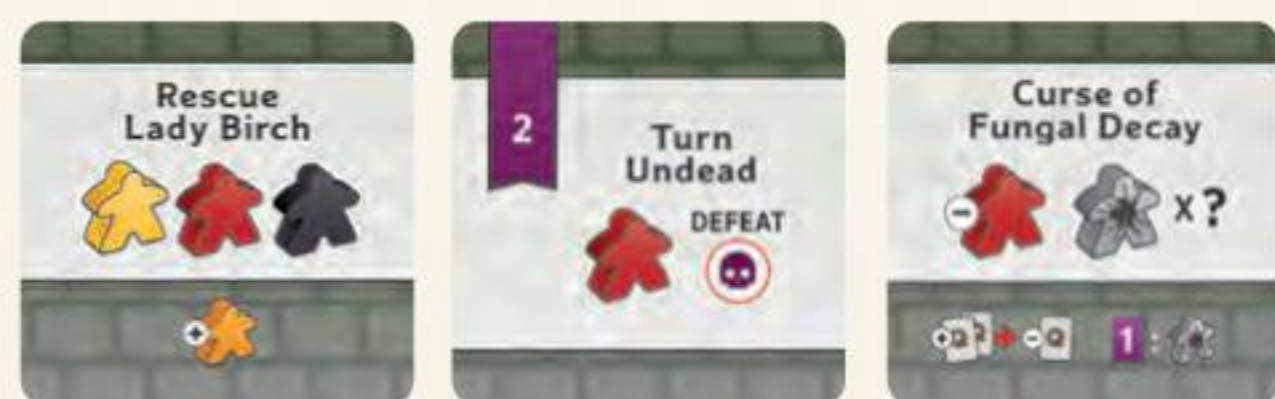 Rescue
Lady Birch
2
Turn
Undead
DEFEAT
Curse of
Fungal Decay
x ?
1 :